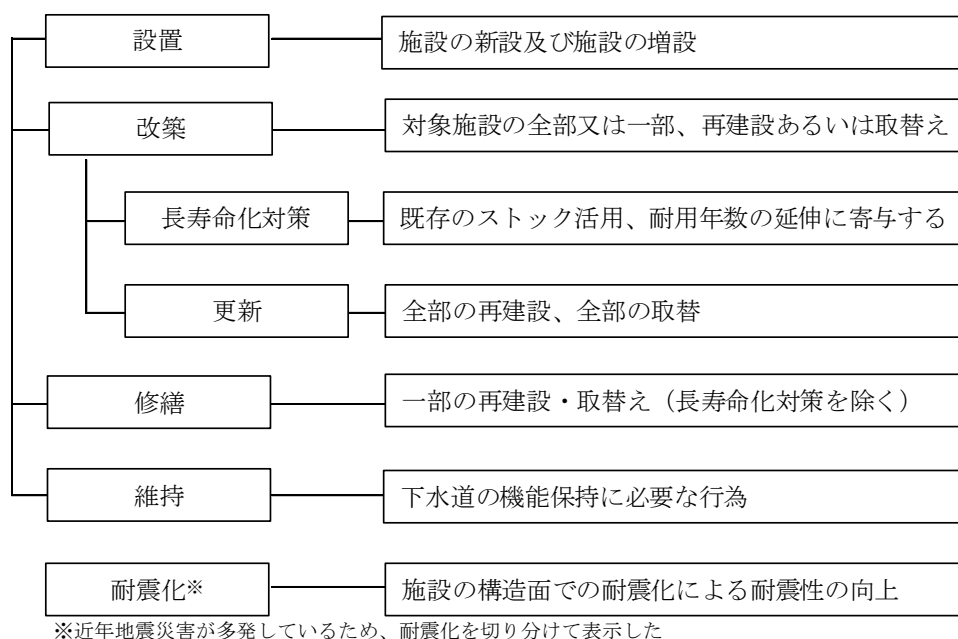 設置
施設の新設及び施設の増設
改築
対象施設の全部又は一部、再建設あるいは取替え
長寿命化対策
既存のストック活用、耐用年数の延伸に寄与する
更新
全部の再建設、全部の取替
修繕
一部の再建設・取替え（長寿命化対策を除く）
維持
下水道の機能保持に必要な行為
耐震化※
施設の構造面での耐震化による耐震性の向上
※近年地震災害が多発しているため、耐震化を切り分けて表示した